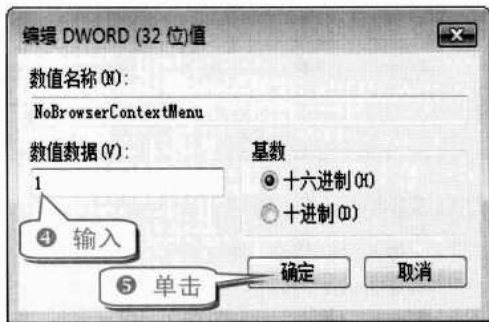 编辑 DWORD (32 位)值
数值名称(N):
NoBrowserContextMenu
数值数据(V):
基数
1
十六进制(H)
十进制(D)
❹ 输入
❺ 单击
确定
取消